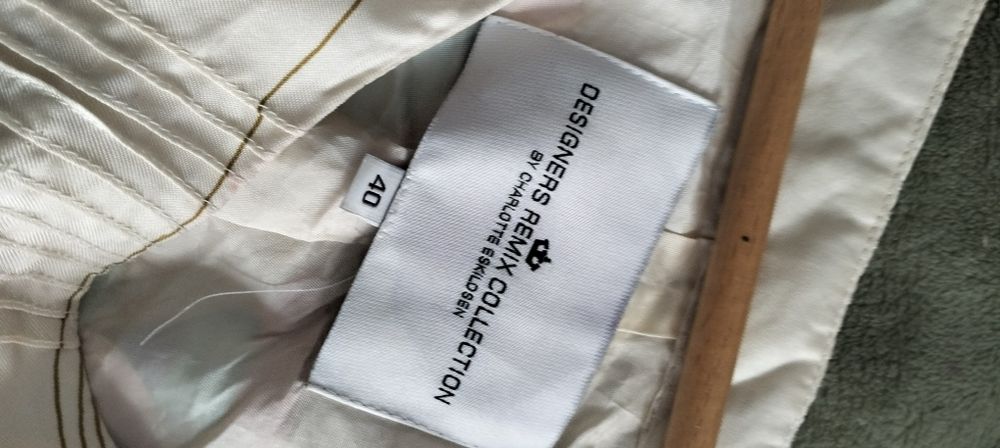 DESIGNERS REMIX COLLECTION
BY CHARLOTTE ESKILDSEN
40